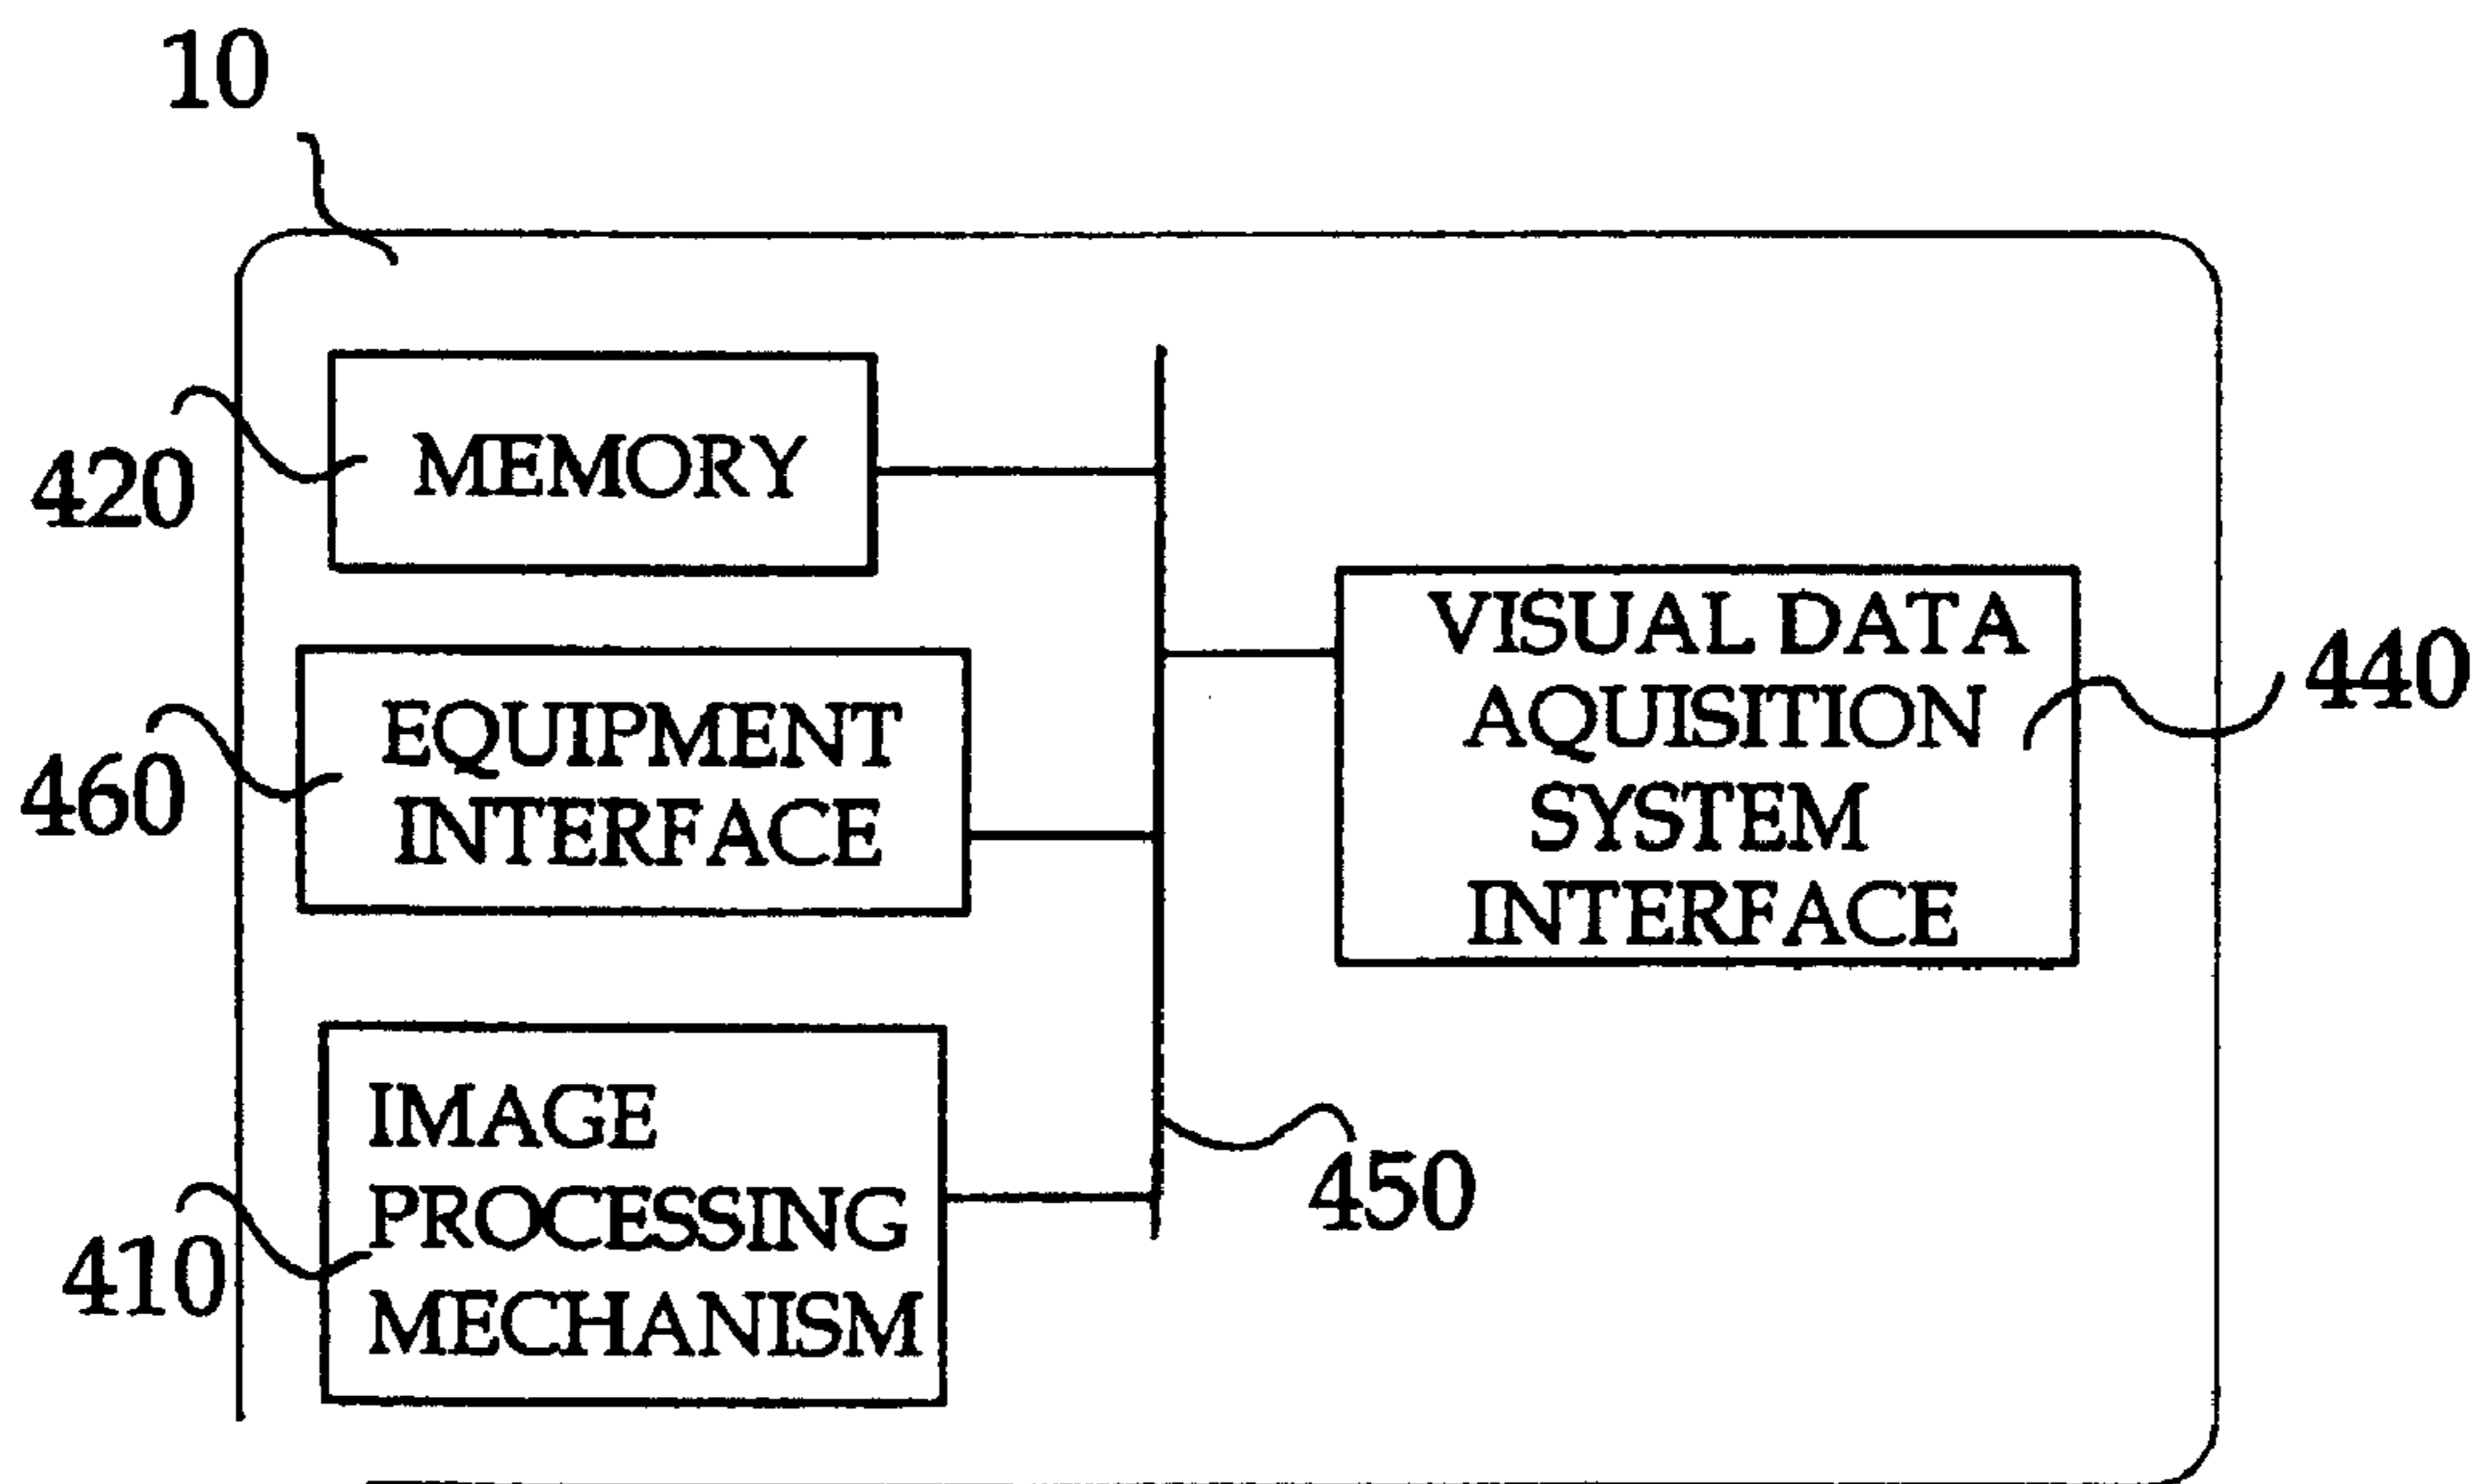 10
MEMORY
420
VISUAL DATA
AQUISITION
SYSTEM
INTERFACE
440
EQUIPMENT
INTERFACE
460
IMAGE
PROCESSING
MECHANISM
450
410